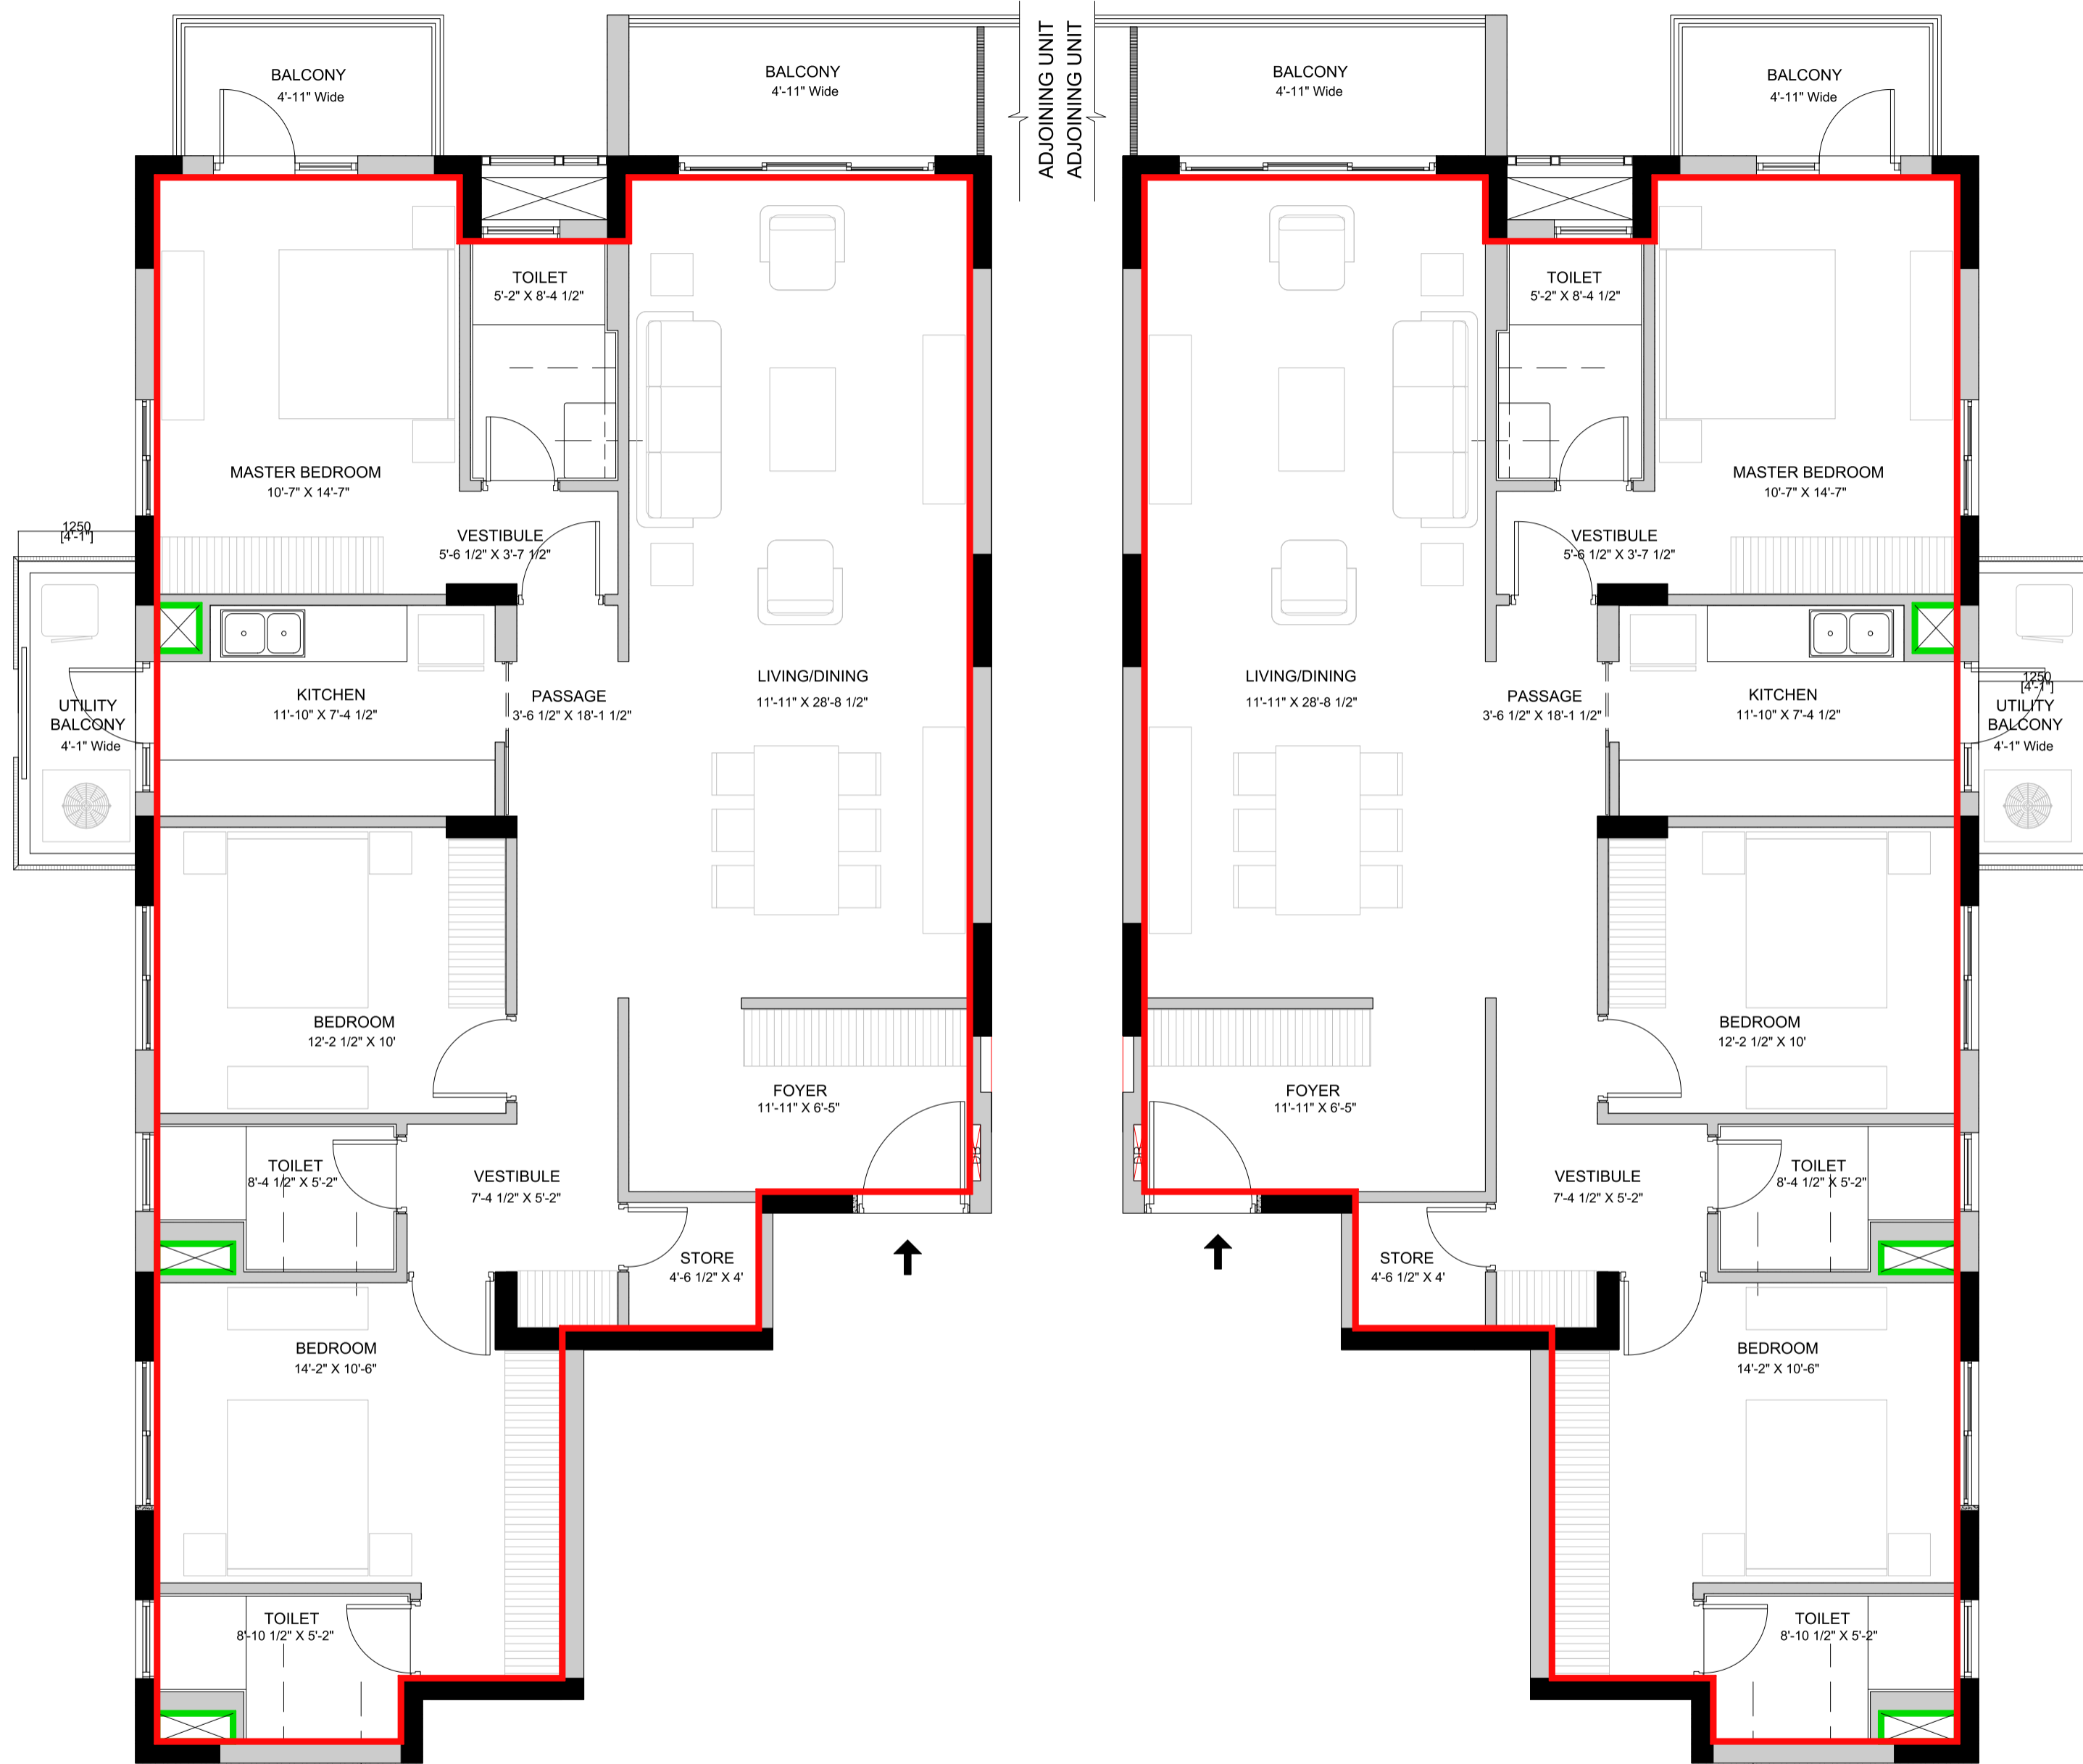 BALCONY
4'-11" Wide
BALCONY
4'-11" Wide
ADJOINING UNIT
ADJOINING UNIT
BALCONY
4'-11" Wide
BALCONY
4'-11" Wide
TOILET
5'-2" X 8'-4 1/2"
TOILET
5'-2" X 8'-4 1/2"
MASTER BEDROOM
10'-7" X 14'-7"
MASTER BEDROOM
10'-7" X 14'-7"
1250
[4'-1"]
VESTIBULE
5'-6 1/2" X 3'-7 1/2"
VESTIBULE
5'-6 1/2" X 3'-7 1/2"
UTILITY
BALCONY
4'-1" Wide
KITCHEN
11'-10" X 7'-4 1/2"
PASSAGE
3'-6 1/2" X 18'-1 1/2"
LIVING/DINING
11'-11" X 28'-8 1/2"
LIVING/DINING
11'-11" X 28'-8 1/2"
PASSAGE
3'-6 1/2" X 18'-1 1/2"
KITCHEN
11'-10" X 7'-4 1/2"
1250
[4'-1"]
UTILITY
BALCONY
4'-1" Wide
BEDROOM
12'-2 1/2" X 10'
BEDROOM
12'-2 1/2" X 10'
FOYER
11'-11" X 6'-5"
FOYER
11'-11" X 6'-5"
TOILET
8'-4 1/2" X 5'-2"
VESTIBULE
7'-4 1/2" X 5'-2"
VESTIBULE
7'-4 1/2" X 5'-2"
TOILET
8'-4 1/2" X 5'-2"
STORE
4'-6 1/2" X 4'
STORE
4'-6 1/2" X 4'
BEDROOM
14'-2" X 10'-6"
BEDROOM
14'-2" X 10'-6"
TOILET
8'-10 1/2" X 5'-2"
TOILET
8'-10 1/2" X 5'-2"